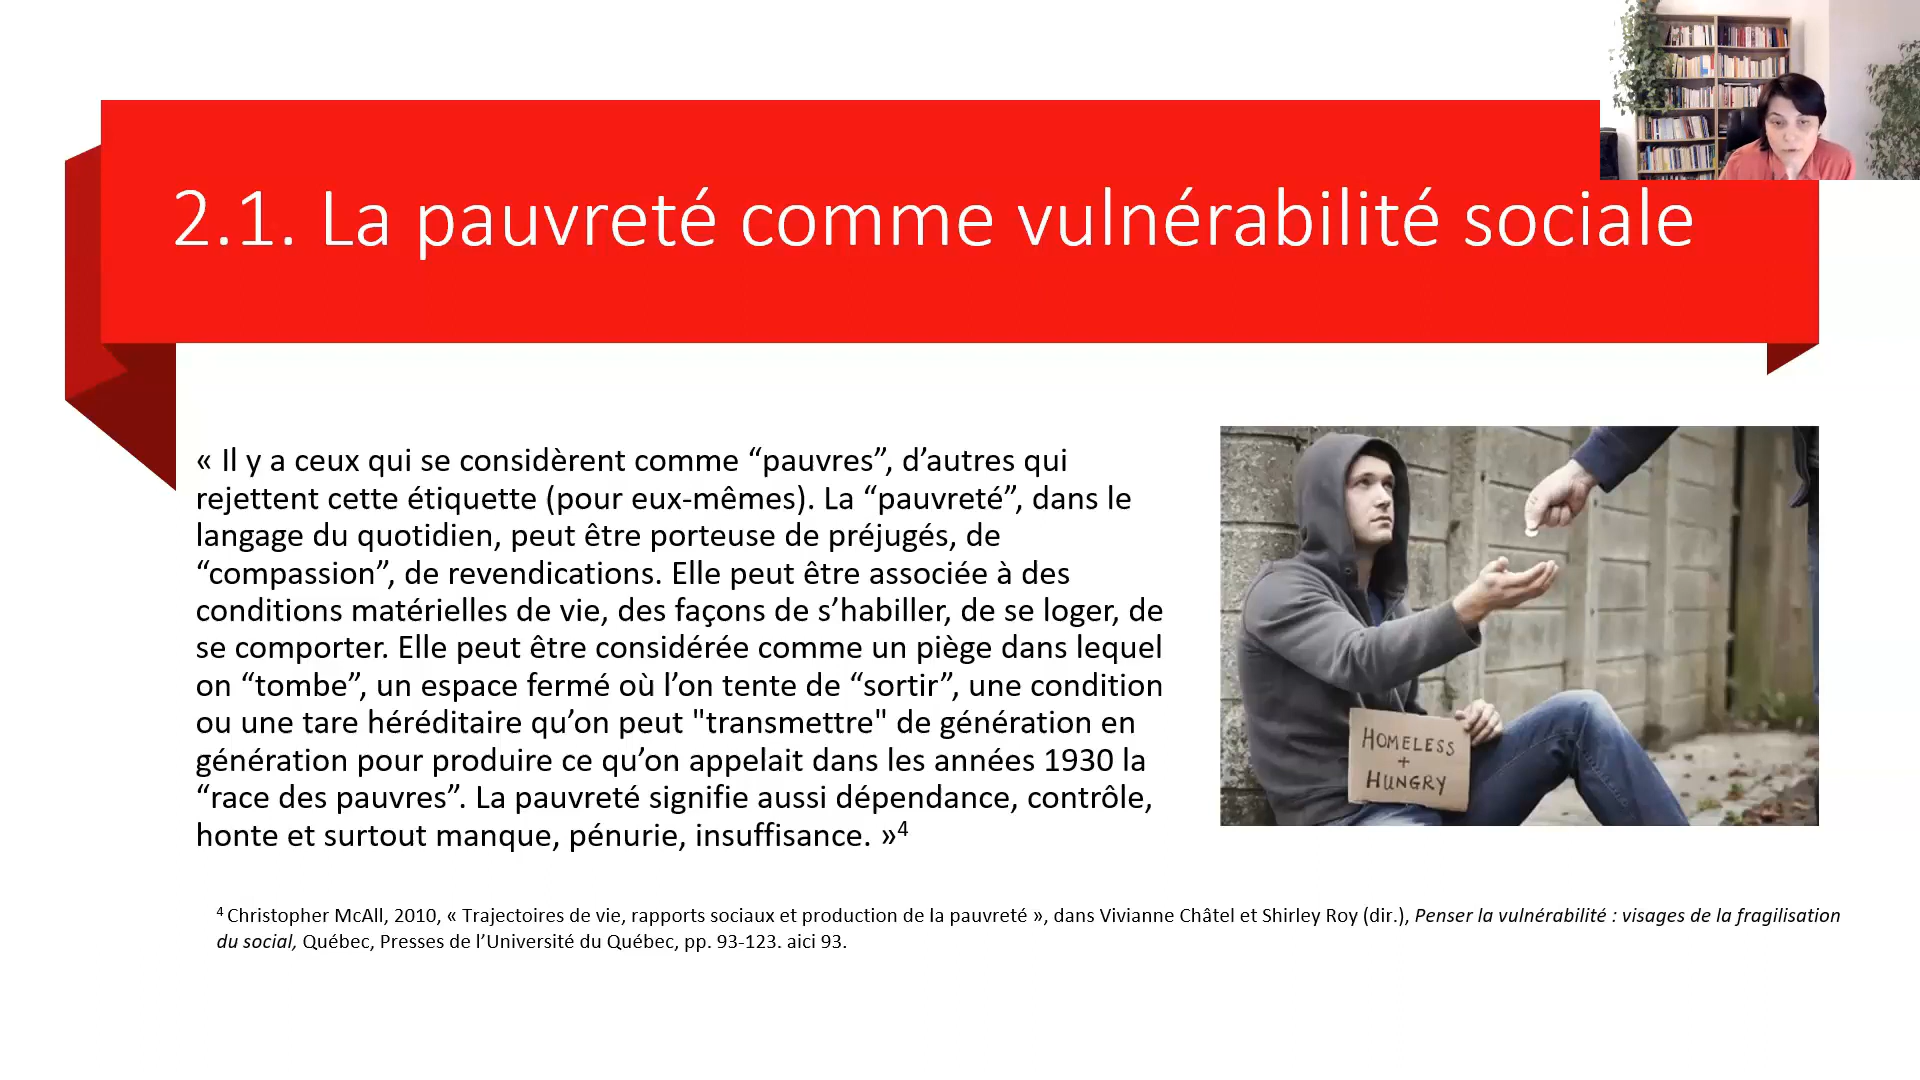 2.1. La pauvreté comme vulnérabilité sociale
« Il y a ceux qui se considèrent comme “pauvres”, d’autres qui
rejettent cette étiquette (pour eux-mêmes). La “pauvreté”, dans le
langage du quotidien, peut être porteuse de préjugés, de
“compassion”, de revendications. Elle peut être associée à des
conditions matérielles de vie, des façons de s’habiller, de se loger, de
se comporter. Elle peut être considérée comme un piège dans lequel
on “tombe”, un espace fermé où l’on tente de “sortir”, une condition
ou une tare héréditaire qu’on peut "transmettre" de génération en
génération pour produire ce qu’on appelait dans les années 1930 la
“race des pauvres”. La pauvreté signifie aussi dépendance, contrôle,
honte et surtout manque, pénurie, insuffisance. »4
HOMELESS
+
HUNGRY
4 Christopher McAll, 2010, « Trajectoires de vie, rapports sociaux et production de la pauvreté », dans Vivianne Châtel et Shirley Roy (dir.), Penser la vulnérabilité : visages de la fragilisation
du social, Québec, Presses de l’Université du Québec, pp. 93-123. aici 93.